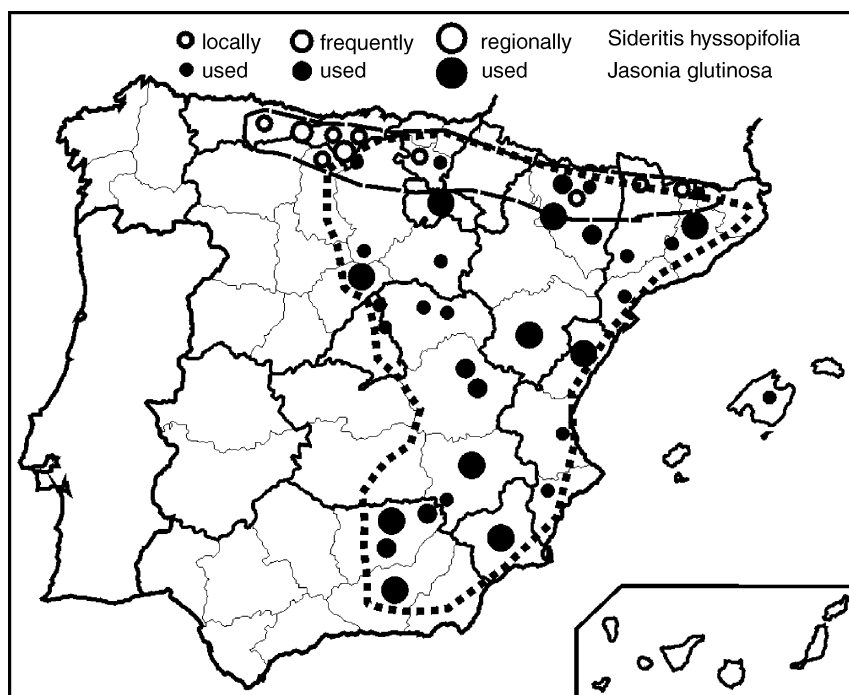 locally frequently regionally Sideritis hyssopifolia
used used used Jasonia glutinosa